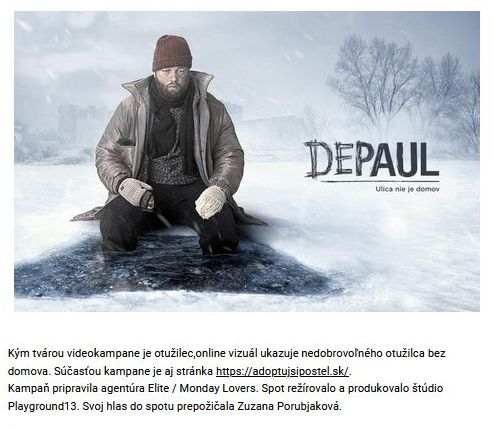 DEPAUL
Ulica nie je domov
Kým tvárou videokampane je otužilec,online vizuál ukazuje nedobrovoľného otužilca bez
domova. Súčasťou kampane je aj stránka https://adoptujsipostel.sk/.
Kampaň pripravila agentúra Elite / Monday Lovers. Spot režírovalo a produkovalo štúdio
Playground13. Svoj hlas do spotu prepožičala Zuzana Porubjaková.